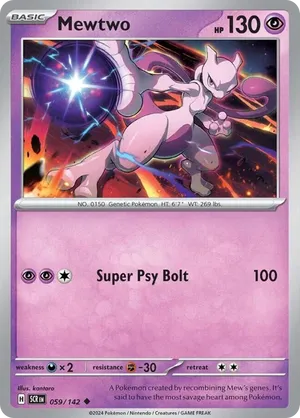 BASIC
Mewtwo
HP 130
NO. 0150 Genetic Pokémon. HT: 6'7" WT: 269 lbs.
Super Psy Bolt 100
weakness ×2 resistance -30 retreat
Illus. kantaro
H SCR EN 059/142
A Pokémon created by recombining Mew's genes. It's
said to have the most savage heart among Pokémon.
©2024 Pokémon / Nintendo / Creatures / GAME FREAK